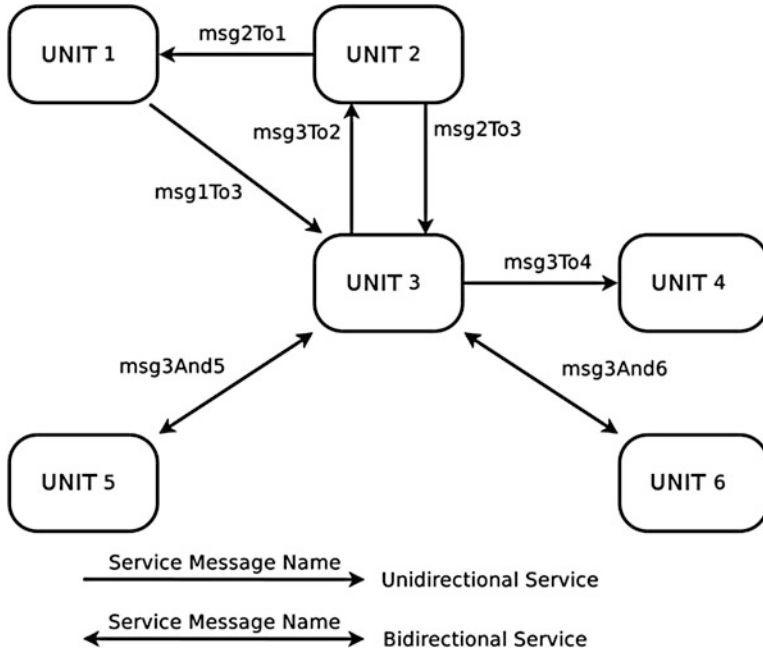 UNIT 1
msg2To1
UNIT 2
msg3To2
msg2To3
msg1To3
UNIT 3
msg3To4
UNIT 4
msg3And5
msg3And6
UNIT 5
UNIT 6
Service Message Name
Unidirectional Service
Service Message Name
Bidirectional Service